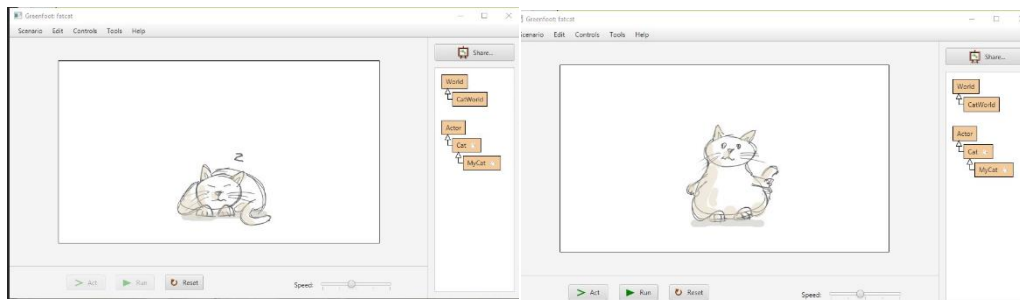 Greenfoot: fatcat
Scenario Edit Controls Tools Help
Share...
World
CatWorld
Actor
Cat
MyCat
z
> Act
Run
Reset
Speed:
Greenfoot: fatcat
Scenario Edit Controls Tools Help
Share...
World
CatWorld
Actor
Cat
MyCat
> Act
Run
Reset
Speed: